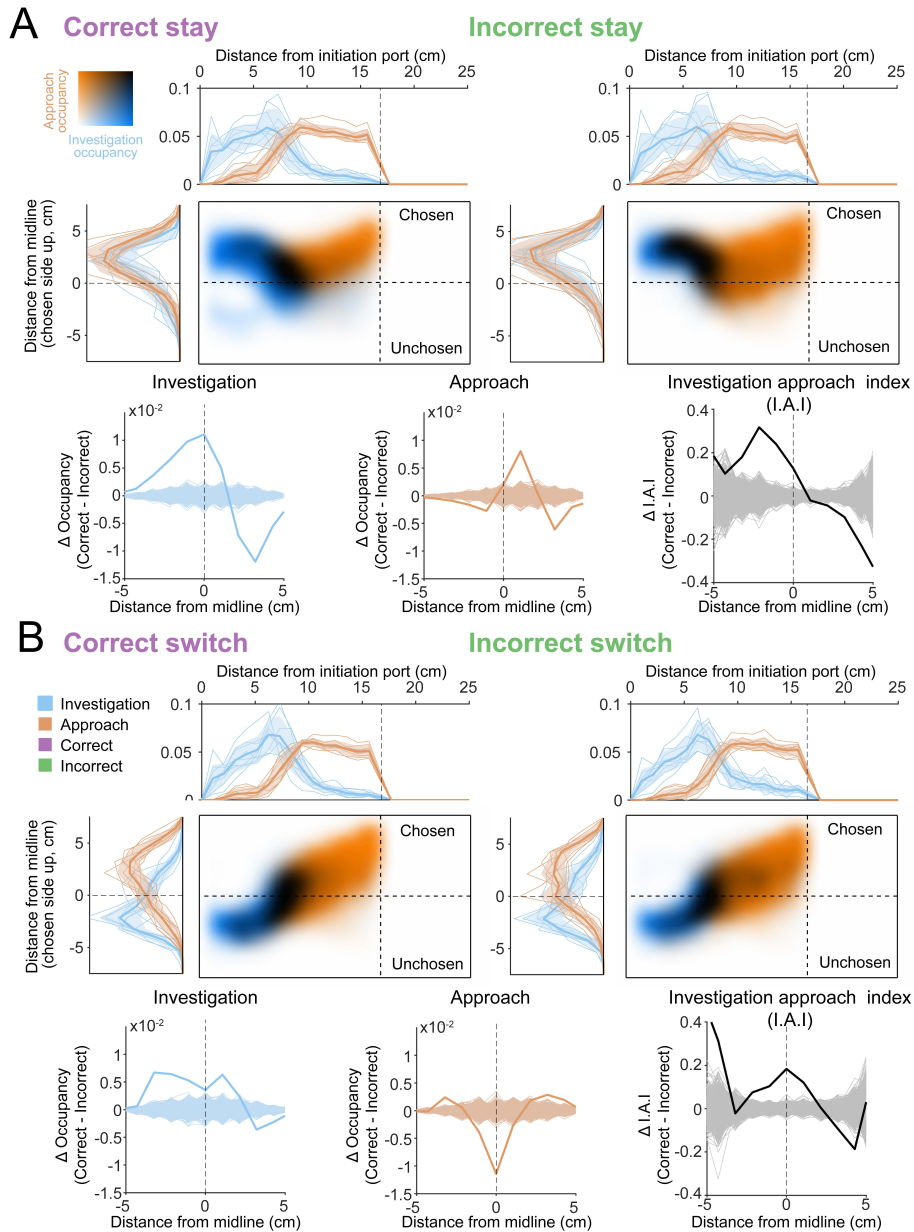 A
Correct stay
Incorrect stay
Distance from initiation port (cm)
0 5 10 15 20 25
Distance from initiation port (cm)
0 5 10 15 20 25
Approach
occupancy
Investigation
occupancy
0.1
0.05
0
0.1
0.05
0
Distance from midline
(chosen side up, cm)
5
0
-5
Chosen
Unchosen
5
0
-5
Chosen
Unchosen
Investigation
x10-2
Δ Occupancy
(Correct - Incorrect)
1
0.5
0
-0.5
-1
-1.5
-5 0 5
Distance from midline (cm)
Approach
x10-2
Δ Occupancy
(Correct - Incorrect)
1
0.5
0
-0.5
-1
-1.5
-5 0 5
Distance from midline (cm)
Investigation approach index
(I.A.I)
Δ I.A.I
(Correct - Incorrect)
0.4
0.2
0
-0.2
-0.4
-5 0 5
Distance from midline (cm)
B
Correct switch
Incorrect switch
Distance from initiation port (cm)
0 5 10 15 20 25
Distance from initiation port (cm)
0 5 10 15 20 25
Investigation
Approach
Correct
Incorrect
0.1
0.05
0
0.1
0.05
0
Distance from midline
(chosen side up, cm)
5
0
-5
Chosen
Unchosen
5
0
-5
Chosen
Unchosen
Investigation
x10-2
Δ Occupancy
(Correct - Incorrect)
1
0.5
0
-0.5
-1
-1.5
-5 0 5
Distance from midline (cm)
Approach
x10-2
Δ Occupancy
(Correct - Incorrect)
1
0.5
0
-0.5
-1
-1.5
-5 0 5
Distance from midline (cm)
Investigation approach index
(I.A.I)
Δ I.A.I
(Correct - Incorrect)
0.4
0.2
0
-0.2
-0.4
-5 0 5
Distance from midline (cm)